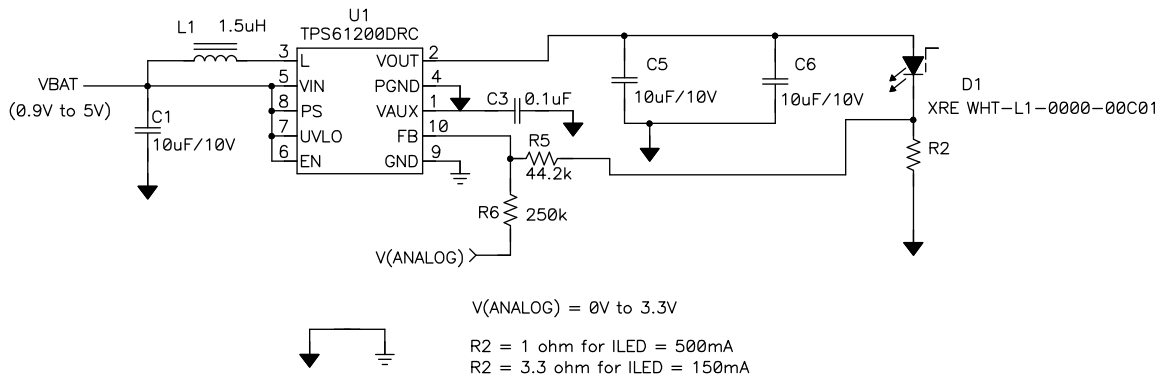 U1
TPS61200DRC
L1 1.5uH
3 L
VOUT 2
VBAT
(0.9V to 5V)
5 VIN
PGND 4
8 PS
VAUX 1
7 UVLO
FB 10
6 EN
GND 9
C1
10uF/10V
C3 0.1uF
C5
10uF/10V
C6
10uF/10V
D1
XRE WHT-L1-0000-00C01
R5
44.2k
R2
R6 250k
V(ANALOG)
V(ANALOG) = 0V to 3.3V
R2 = 1 ohm for ILED = 500mA
R2 = 3.3 ohm for ILED = 150mA